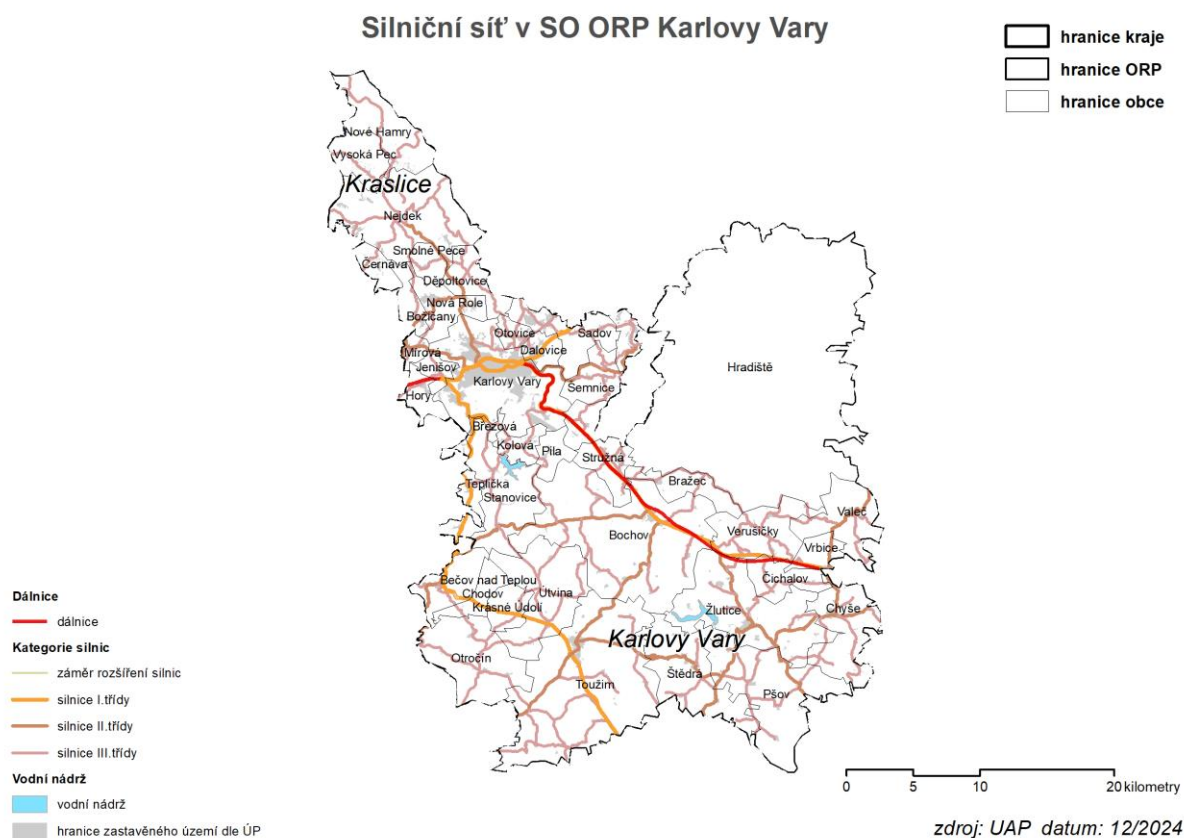 Silniční síť v SO ORP Karlovy Vary
hranice kraje
hranice ORP
hranice obce
Nové Hamry
Vysoká Pec
Kraslice
Nejdek
Smolné Pece
Černava
Děpoltovice
Nová Role
Božičany
Otovice
Sadov
Mírová
Dalovice
Jenišov
Hradiště
Karlovy Vary
Šemnice
Hory
Březová
Kolová
Pila
Stružná
Teplička
Bražec
Stanovice
Valeč
Bochov
Verušičky
Vrbice
Bečov nad Teplou
Čichalov
Chodov
Útvina
Krásné Údolí
Žlutice
Chyše
Karlovy Vary
Otročín
Štědrá
Toužim
Pšov
Dálnice
dálnice
Kategorie silnic
záměr rozšíření silnic
silnice I.třídy
silnice II.třídy
silnice III.třídy
Vodní nádrž
vodní nádrž
hranice zastavěného území dle ÚP
0 5 10 20 kilometry
zdroj: UAP datum: 12/2024